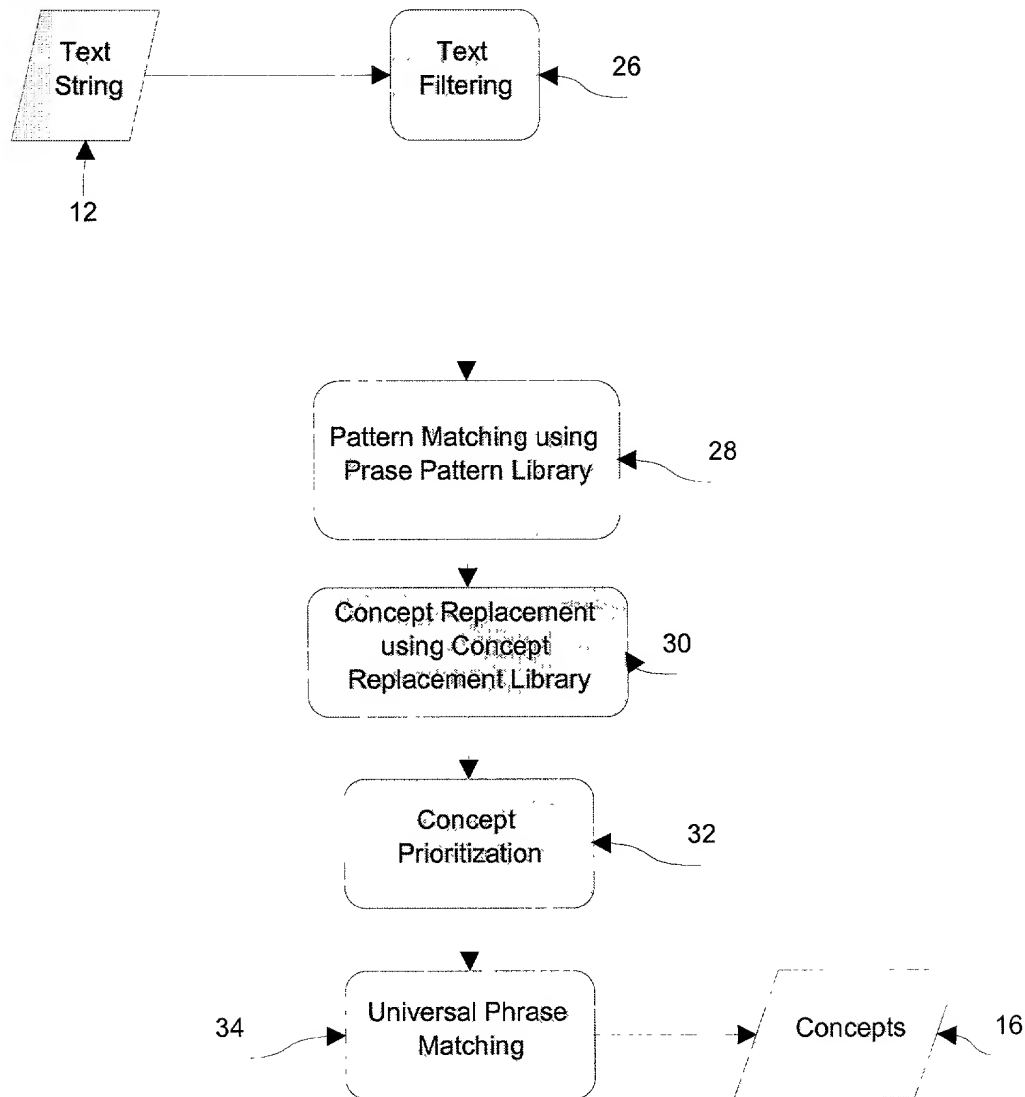 Text
String
Text
Filtering
26
12
Pattern Matching using
Prase Pattern Library
28
Concept Replacement
using Concept
Replacement Library
30
Concept
Prioritization
32
34
Universal Phrase
Matching
Concepts
16